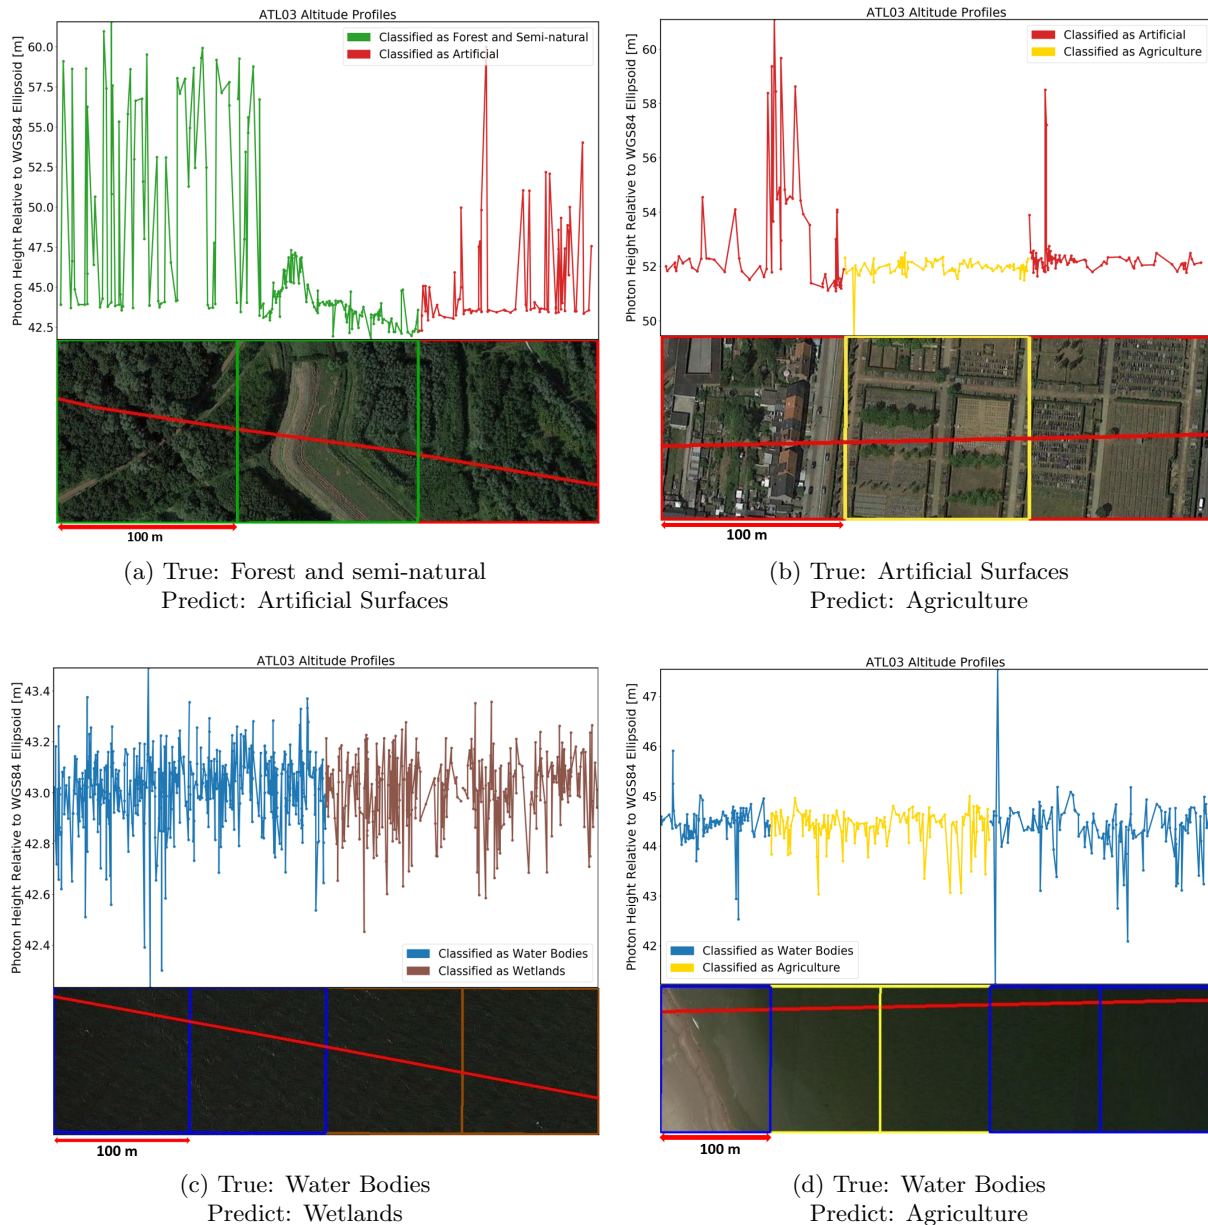 ATL03 Altitude Profiles
Photon Height Relative to WGS84 Ellipsoid [m]
60.0
57.5
55.0
52.5
50.0
47.5
45.0
42.5
Classified as Forest and Semi-natural
Classified as Artificial
100 m
(a) True: Forest and semi-natural
Predict: Artificial Surfaces
ATL03 Altitude Profiles
Photon Height Relative to WGS84 Ellipsoid [m]
60
58
56
54
52
50
Classified as Artificial
Classified as Agriculture
100 m
(b) True: Artificial Surfaces
Predict: Agriculture
ATL03 Altitude Profiles
Photon Height Relative to WGS84 Ellipsoid [m]
43.4
43.2
43.0
42.8
42.6
42.4
Classified as Water Bodies
Classified as Wetlands
100 m
(c) True: Water Bodies
Predict: Wetlands
ATL03 Altitude Profiles
Photon Height Relative to WGS84 Ellipsoid [m]
47
46
45
44
43
42
Classified as Water Bodies
Classified as Agriculture
100 m
(d) True: Water Bodies
Predict: Agriculture